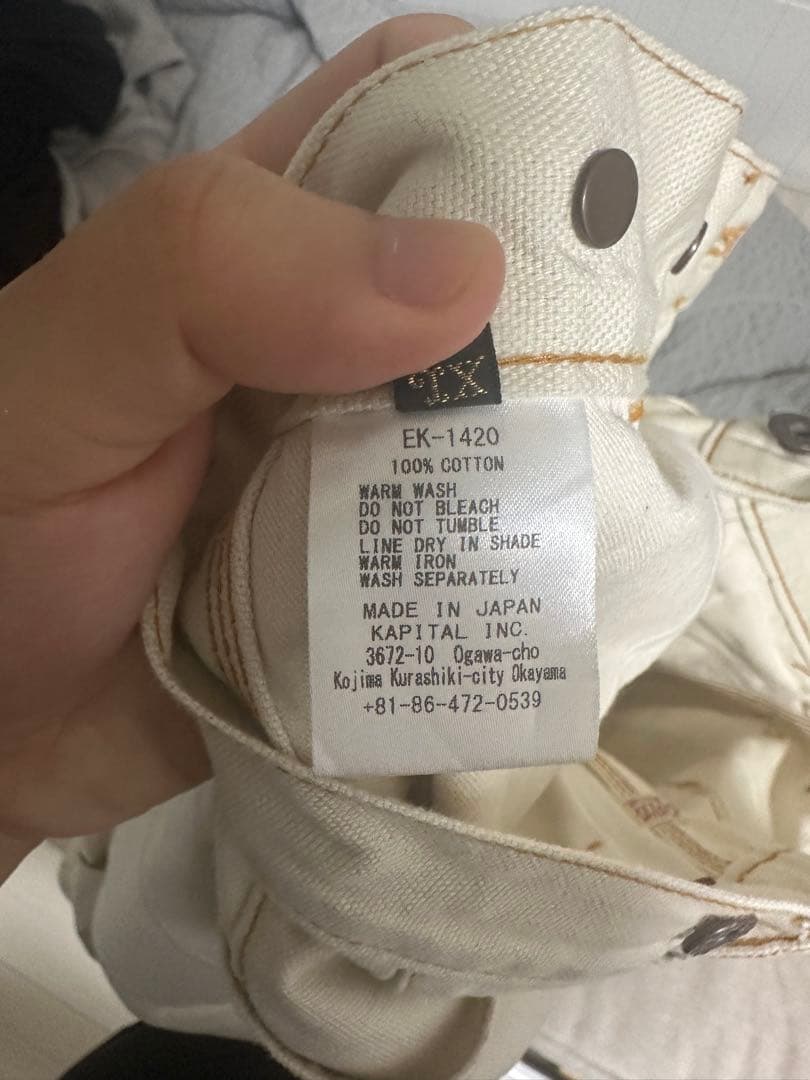 XL
EK-1420
100% COTTON
WARM WASH
DO NOT BLEACH
DO NOT TUMBLE
LINE DRY IN SHADE
WARM IRON
WASH SEPARATELY
MADE IN JAPAN
KAPITAL INC.
3672-10 Ogawa-cho
Kojima Kurashiki-city Okayama
+81-86-472-0539